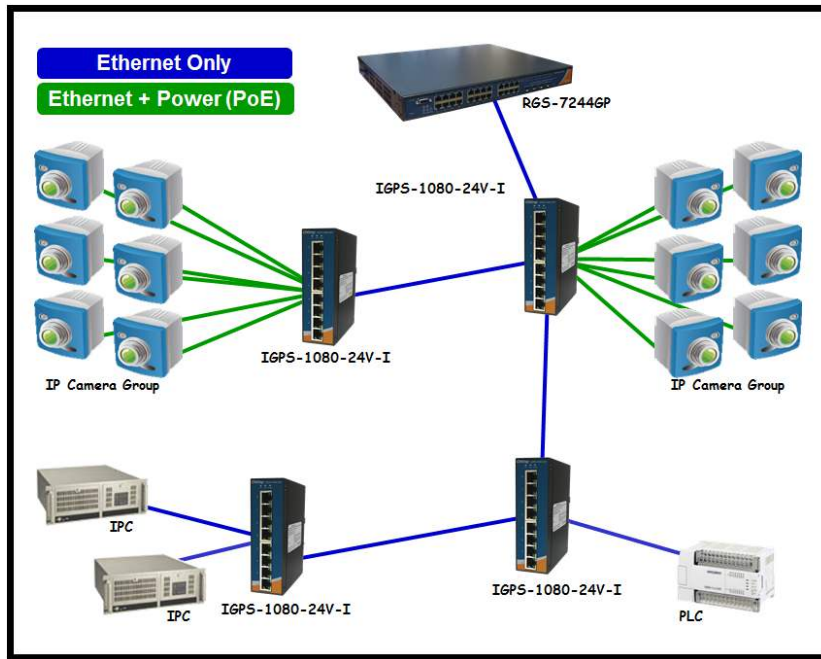 Ethernet Only
Ethernet + Power (PoE)
RGS-7244GP
IGPS-1080-24V-I
IGPS-1080-24V-I
IP Camera Group
IP Camera Group
IPC
IPC
IGPS-1080-24V-I
IGPS-1080-24V-I
PLC